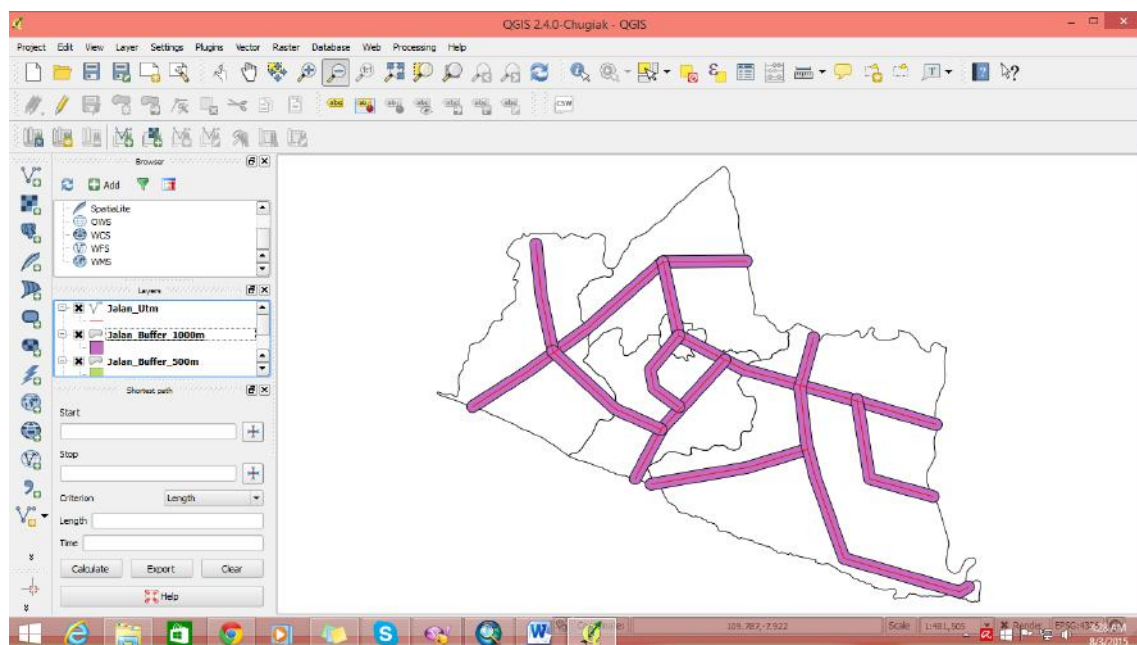 QGIS 2.4.0-Chugiak - QGIS
Project Edit View Layer Settings Plugins Vector Raster Database Web Processing Help
abc
CSW
Browser
Add
SpatiaLite
OWS
WCS
WFS
WMS
Layers
Jalan_Utm
Jalan_Buffer_1000m
Jalan_Buffer_500m
Shortest path
Start
Stop
Criterion Length
Length
Time
Calculate Export Clear
Help
109.782,-7.922 Scale 1:481,505 Render
8/3/2015